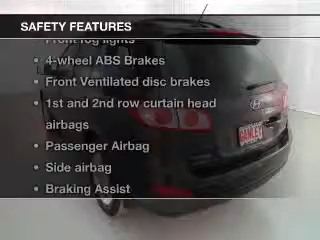 SAFETY FEATURES
Front fog lights
• 4-wheel ABS Brakes
• Front Ventilated disc brakes
• 1st and 2nd row curtain head
airbags
• Passenger Airbag
• Side airbag
• Braking Assist